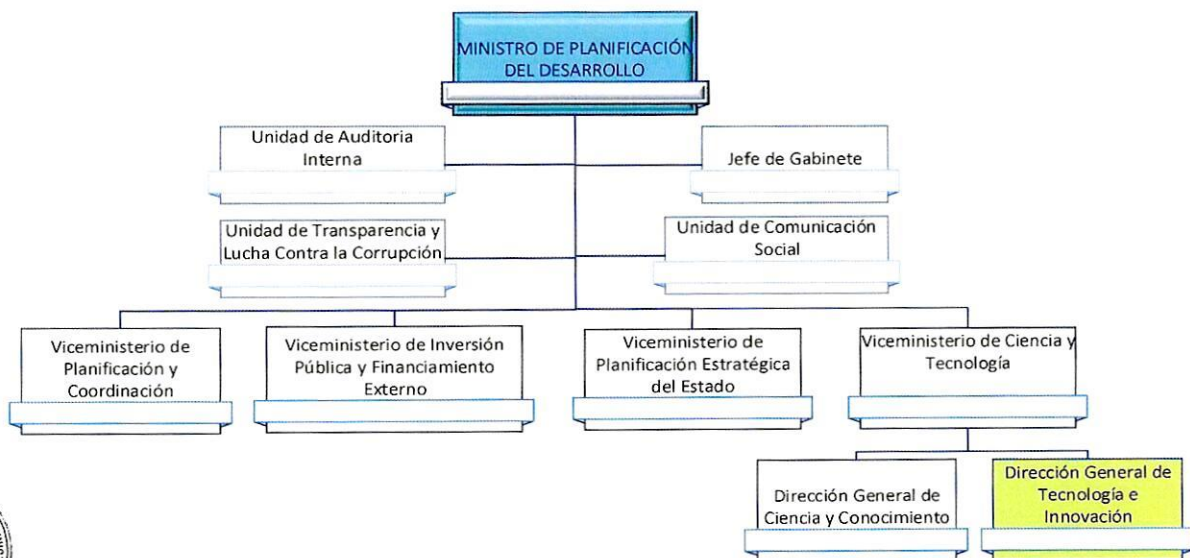 MINISTRO DE PLANIFICACIÓN
DEL DESARROLLO
Unidad de Auditoria
Interna
Jefe de Gabinete
Unidad de Transparencia y
Lucha Contra la Corrupción
Unidad de Comunicación
Social
Viceministerio de
Planificación y
Coordinación
Viceministerio de Inversión
Pública y Financiamiento
Externo
Viceministerio de
Planificación Estratégica
del Estado
Viceministerio de Ciencia y
Tecnología
Dirección General de
Ciencia y Conocimiento
Dirección General de
Tecnología e
Innovación